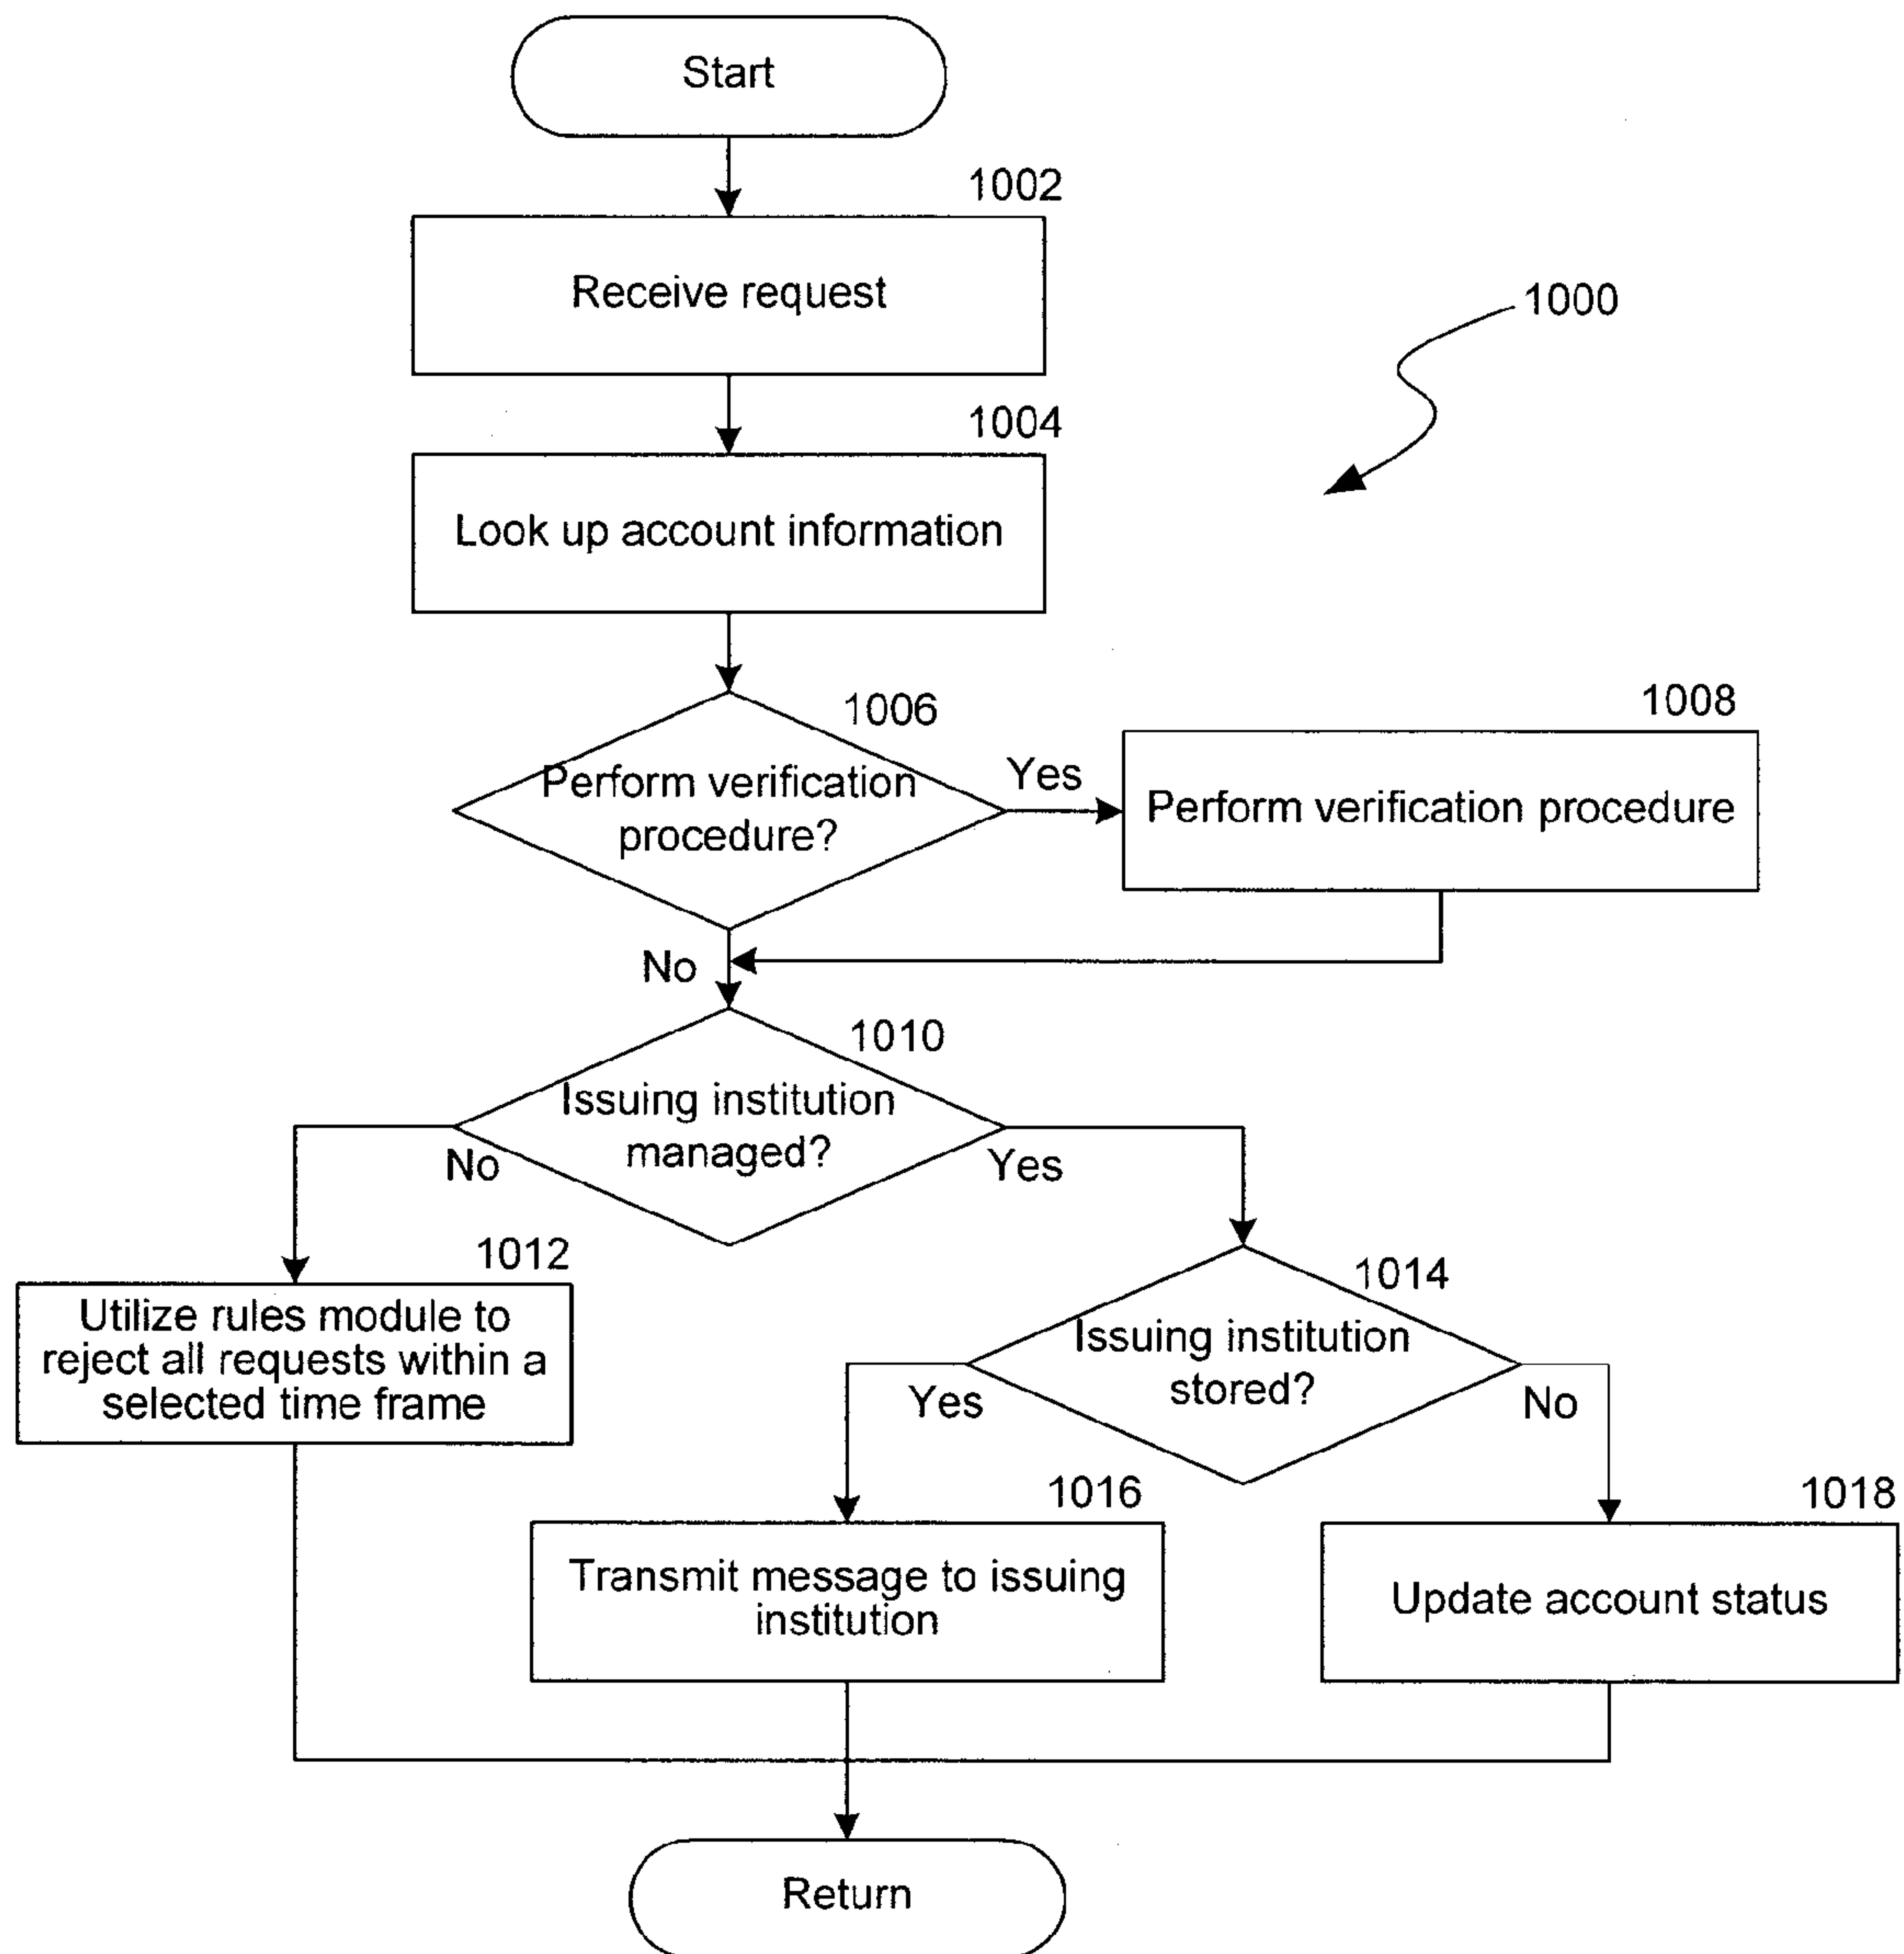 Start
1002
Receive request
1000
1004
Look up account information
1006
Perform verification
procedure?
Yes
1008
Perform verification procedure
No
1010
Issuing institution
managed?
No
Yes
1012
Utilize rules module to
reject all requests within a
selected time frame
1014
Issuing institution
stored?
Yes
No
1016
Transmit message to issuing
institution
1018
Update account status
Return